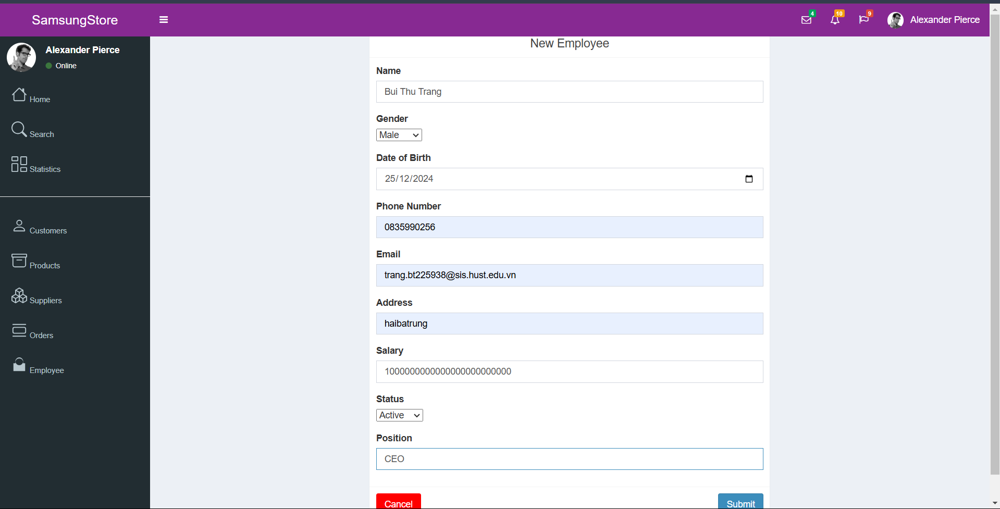 SamsungStore
4
10
9
Alexander Pierce
Alexander Pierce
Online
Home
Search
Statistics
Customers
Products
Suppliers
Orders
Employee
New Employee
Name
Bui Thu Trang
Gender
Male
Date of Birth
25/12/2024
Phone Number
0835990256
Email
trang.bt225938@sis.hust.edu.vn
Address
haibatrung
Salary
1000000000000000000000000
Status
Active
Position
CEO
Cancel
Submit